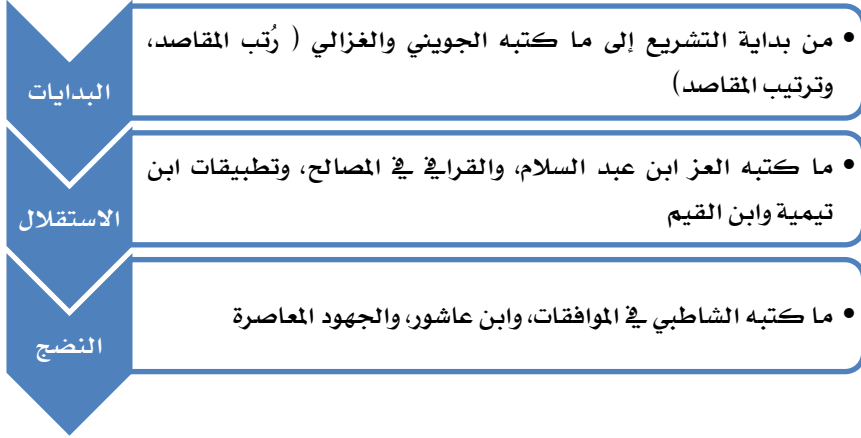 البدايات
• من بداية التشريع إلى ما كتبه الجويني والغزالي ( رُتب المقاصد،
وترتيب المقاصد)
الاستقلال
• ما كتبه العز ابن عبد السلام، والقرافي في المصالح، وتطبيقات ابن
تيمية وابن القيم
النضج
• ما كتبه الشاطبي في الموافقات، وابن عاشور، والجهود المعاصرة